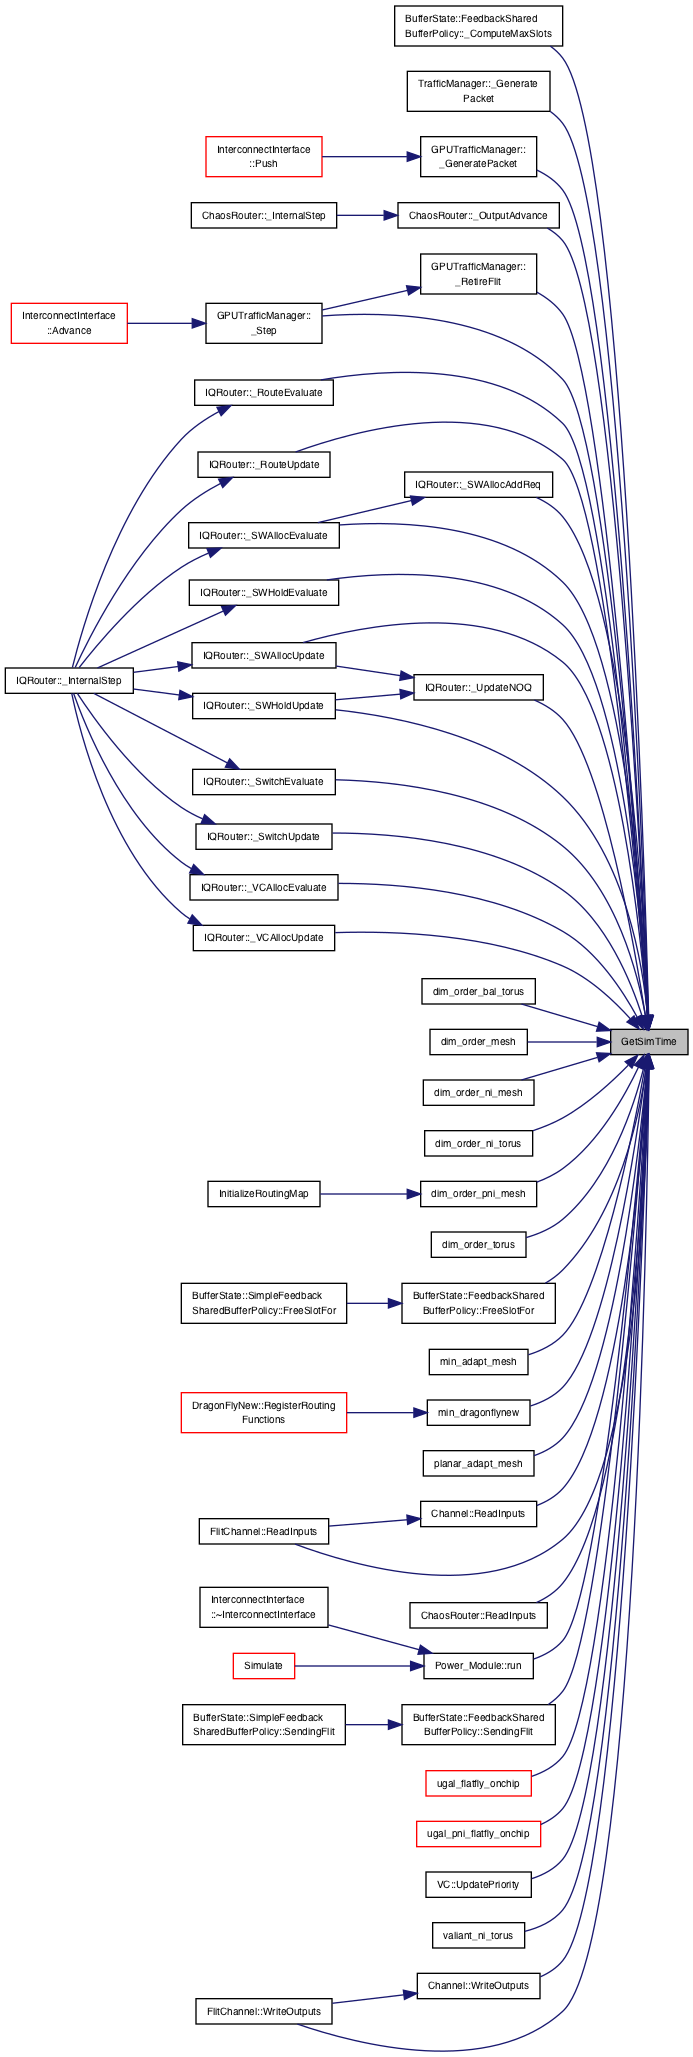 BufferState::FeedbackShared
BufferPolicy::_ComputeMaxSlots
TrafficManager::_Generate
Packet
InterconnectInterface
::Push
GPUTrafficManager::
_GeneratePacket
ChaosRouter::_InternalStep
ChaosRouter::_OutputAdvance
GPUTrafficManager::
_RetireFlit
InterconnectInterface
::Advance
GPUTrafficManager::
_Step
IQRouter::_RouteEvaluate
IQRouter::_RouteUpdate
IQRouter::_SWAllocAddReq
IQRouter::_SWAllocEvaluate
IQRouter::_SWHoldEvaluate
IQRouter::_SWAllocUpdate
IQRouter::_InternalStep
IQRouter::_UpdateNOQ
IQRouter::_SWHoldUpdate
IQRouter::_SwitchEvaluate
IQRouter::_SwitchUpdate
IQRouter::_VCAllocEvaluate
IQRouter::_VCAllocUpdate
dim_order_bal_torus
dim_order_mesh
GetSimTime
dim_order_ni_mesh
dim_order_ni_torus
InitializeRoutingMap
dim_order_pni_mesh
dim_order_torus
BufferState::SimpleFeedback
SharedBufferPolicy::FreeSlotFor
BufferState::FeedbackShared
BufferPolicy::FreeSlotFor
min_adapt_mesh
DragonFlyNew::RegisterRouting
Functions
min_dragonflynew
planar_adapt_mesh
Channel::ReadInputs
FlitChannel::ReadInputs
InterconnectInterface
::~InterconnectInterface
ChaosRouter::ReadInputs
Simulate
Power_Module::run
BufferState::SimpleFeedback
SharedBufferPolicy::SendingFlit
BufferState::FeedbackShared
BufferPolicy::SendingFlit
ugal_flatfly_onchip
ugal_pni_flatfly_onchip
VC::UpdatePriority
valiant_ni_torus
Channel::WriteOutputs
FlitChannel::WriteOutputs